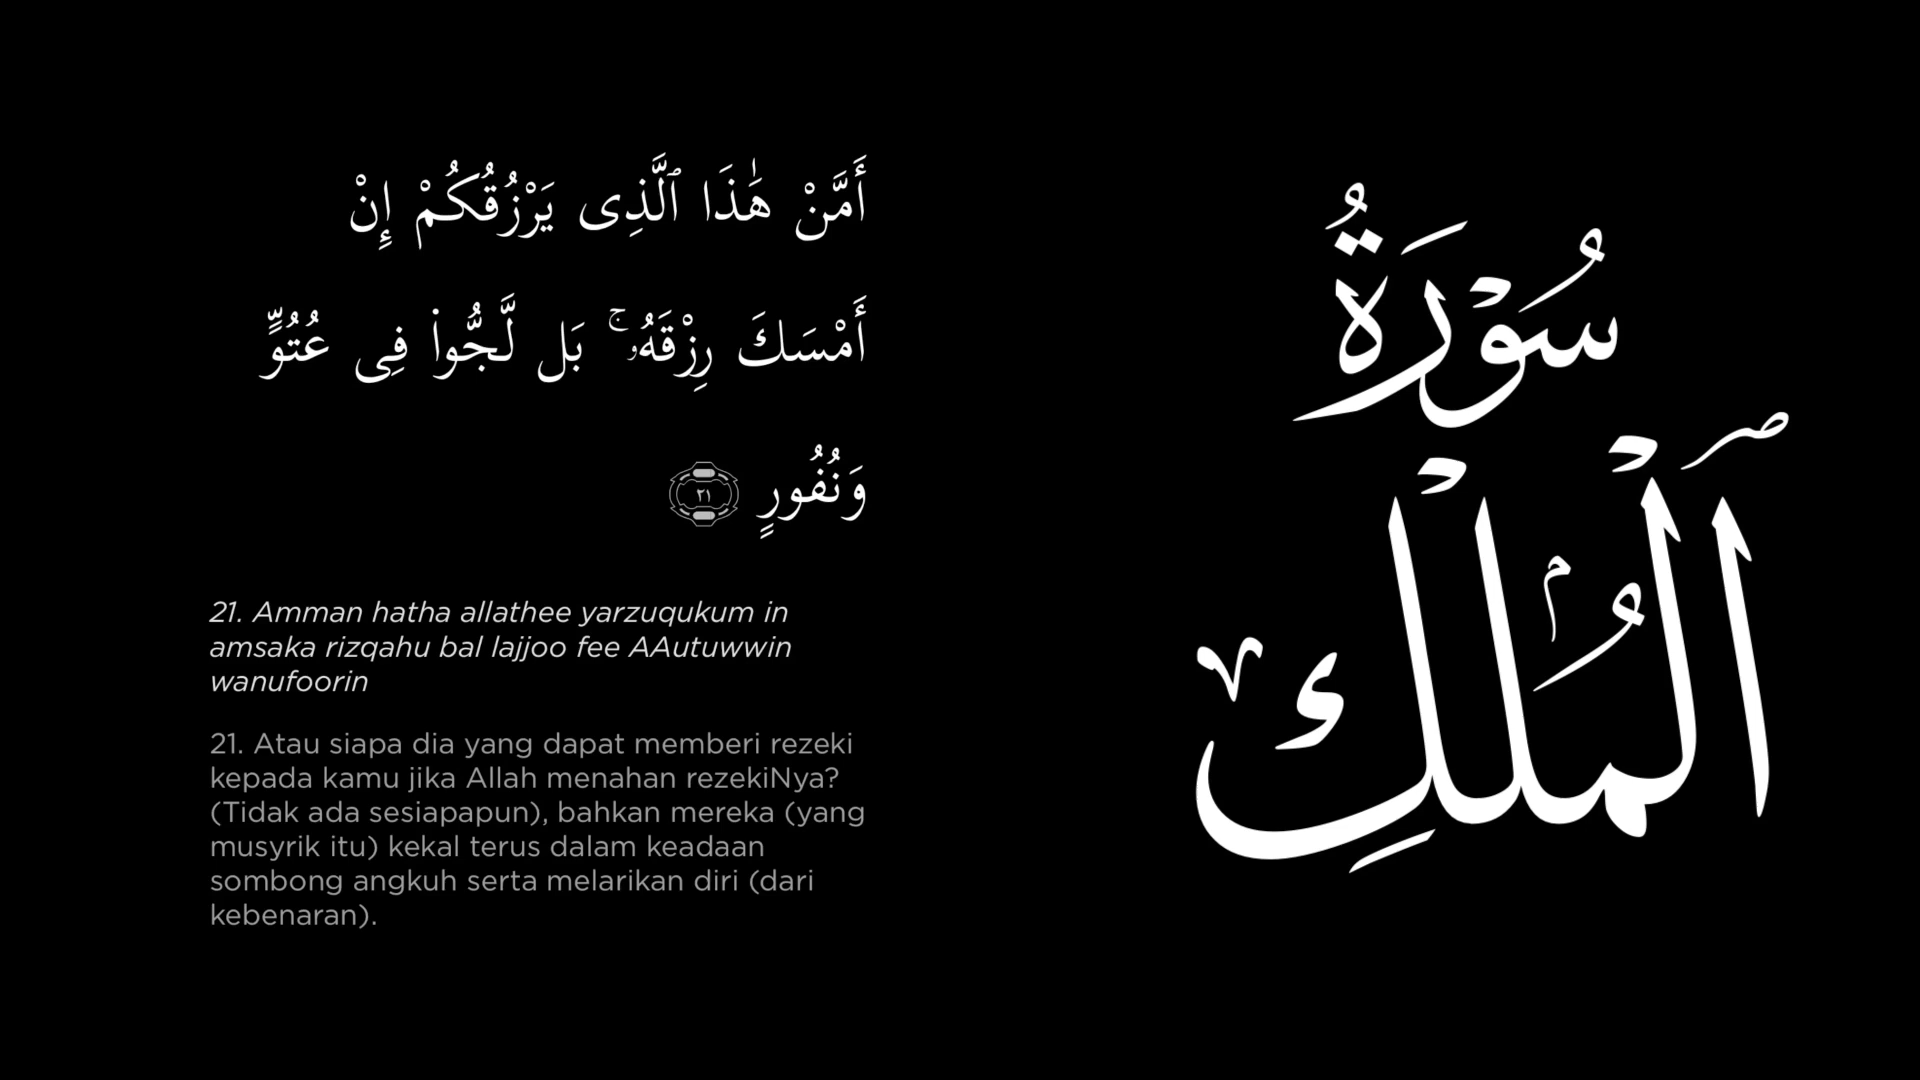 أَمَّنْ هَـٰذَا ٱلَّذِى يَرْزُقُكُمْ إِنْ
أَمْسَكَ رِزْقَهُۥ ۚ بَل لَّجُّوا۟ فِى عُتُوٍّ
وَنُفُورٍ ٢١
21. Amman hatha allathee yarzuqukum in
amsaka rizqahu bal lajjoo fee AAutuwwin
wanufoorin
21. Atau siapa dia yang dapat memberi rezeki
kepada kamu jika Allah menahan rezekiNya?
(Tidak ada sesiapapun), bahkan mereka (yang
musyrik itu) kekal terus dalam keadaan
sombong angkuh serta melarikan diri (dari
kebenaran).
سُوْرَةُ
ٱلْمُلْكِ